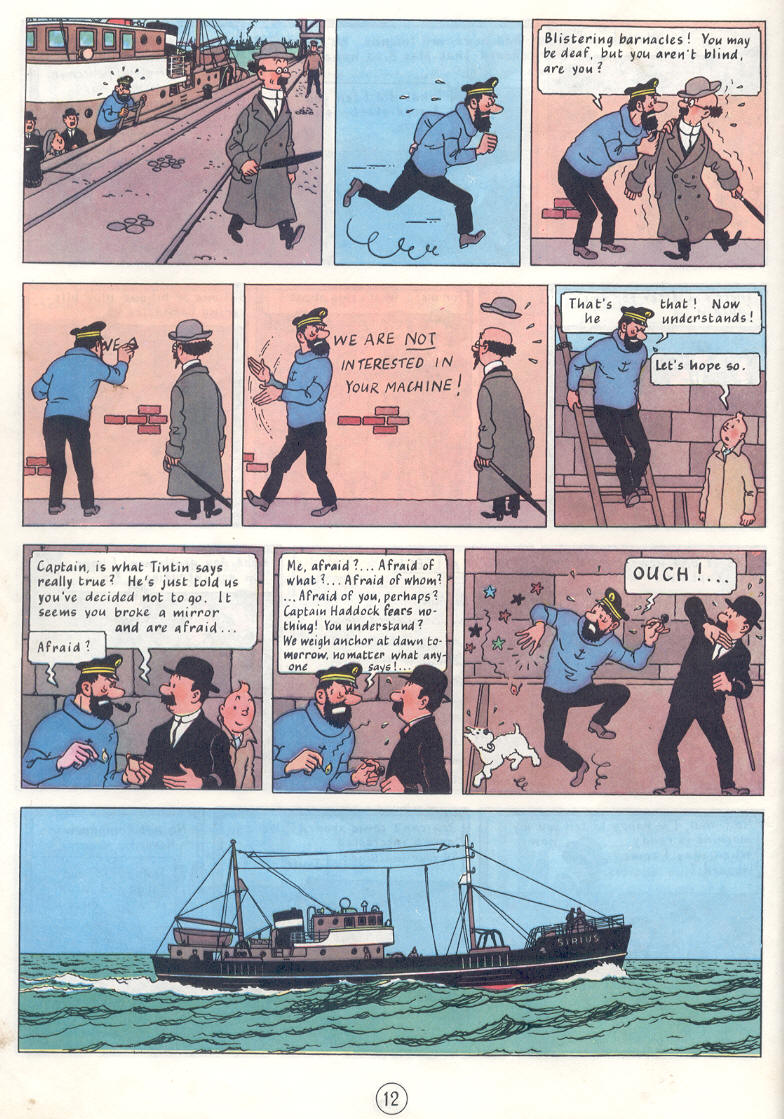 Blistering barnacles! You may
be deaf, but you aren't blind,
are you?
WE A
WE ARE NOT
INTERESTED IN
YOUR MACHINE!
That's that! Now
he understands!
Let's hope so.
Captain, is what Tintin says
really true? He's just told us
you've decided not to go. It
seems you broke a mirror
and are afraid...
Afraid?
Me, afraid?... Afraid of
what?... Afraid of whom?
...Afraid of you, perhaps?
Captain Haddock fears no-
thing! You understand?
We weigh anchor at dawn to-
morrow, no matter what any-
one says!...
OUCH!...
SIRIUS
12